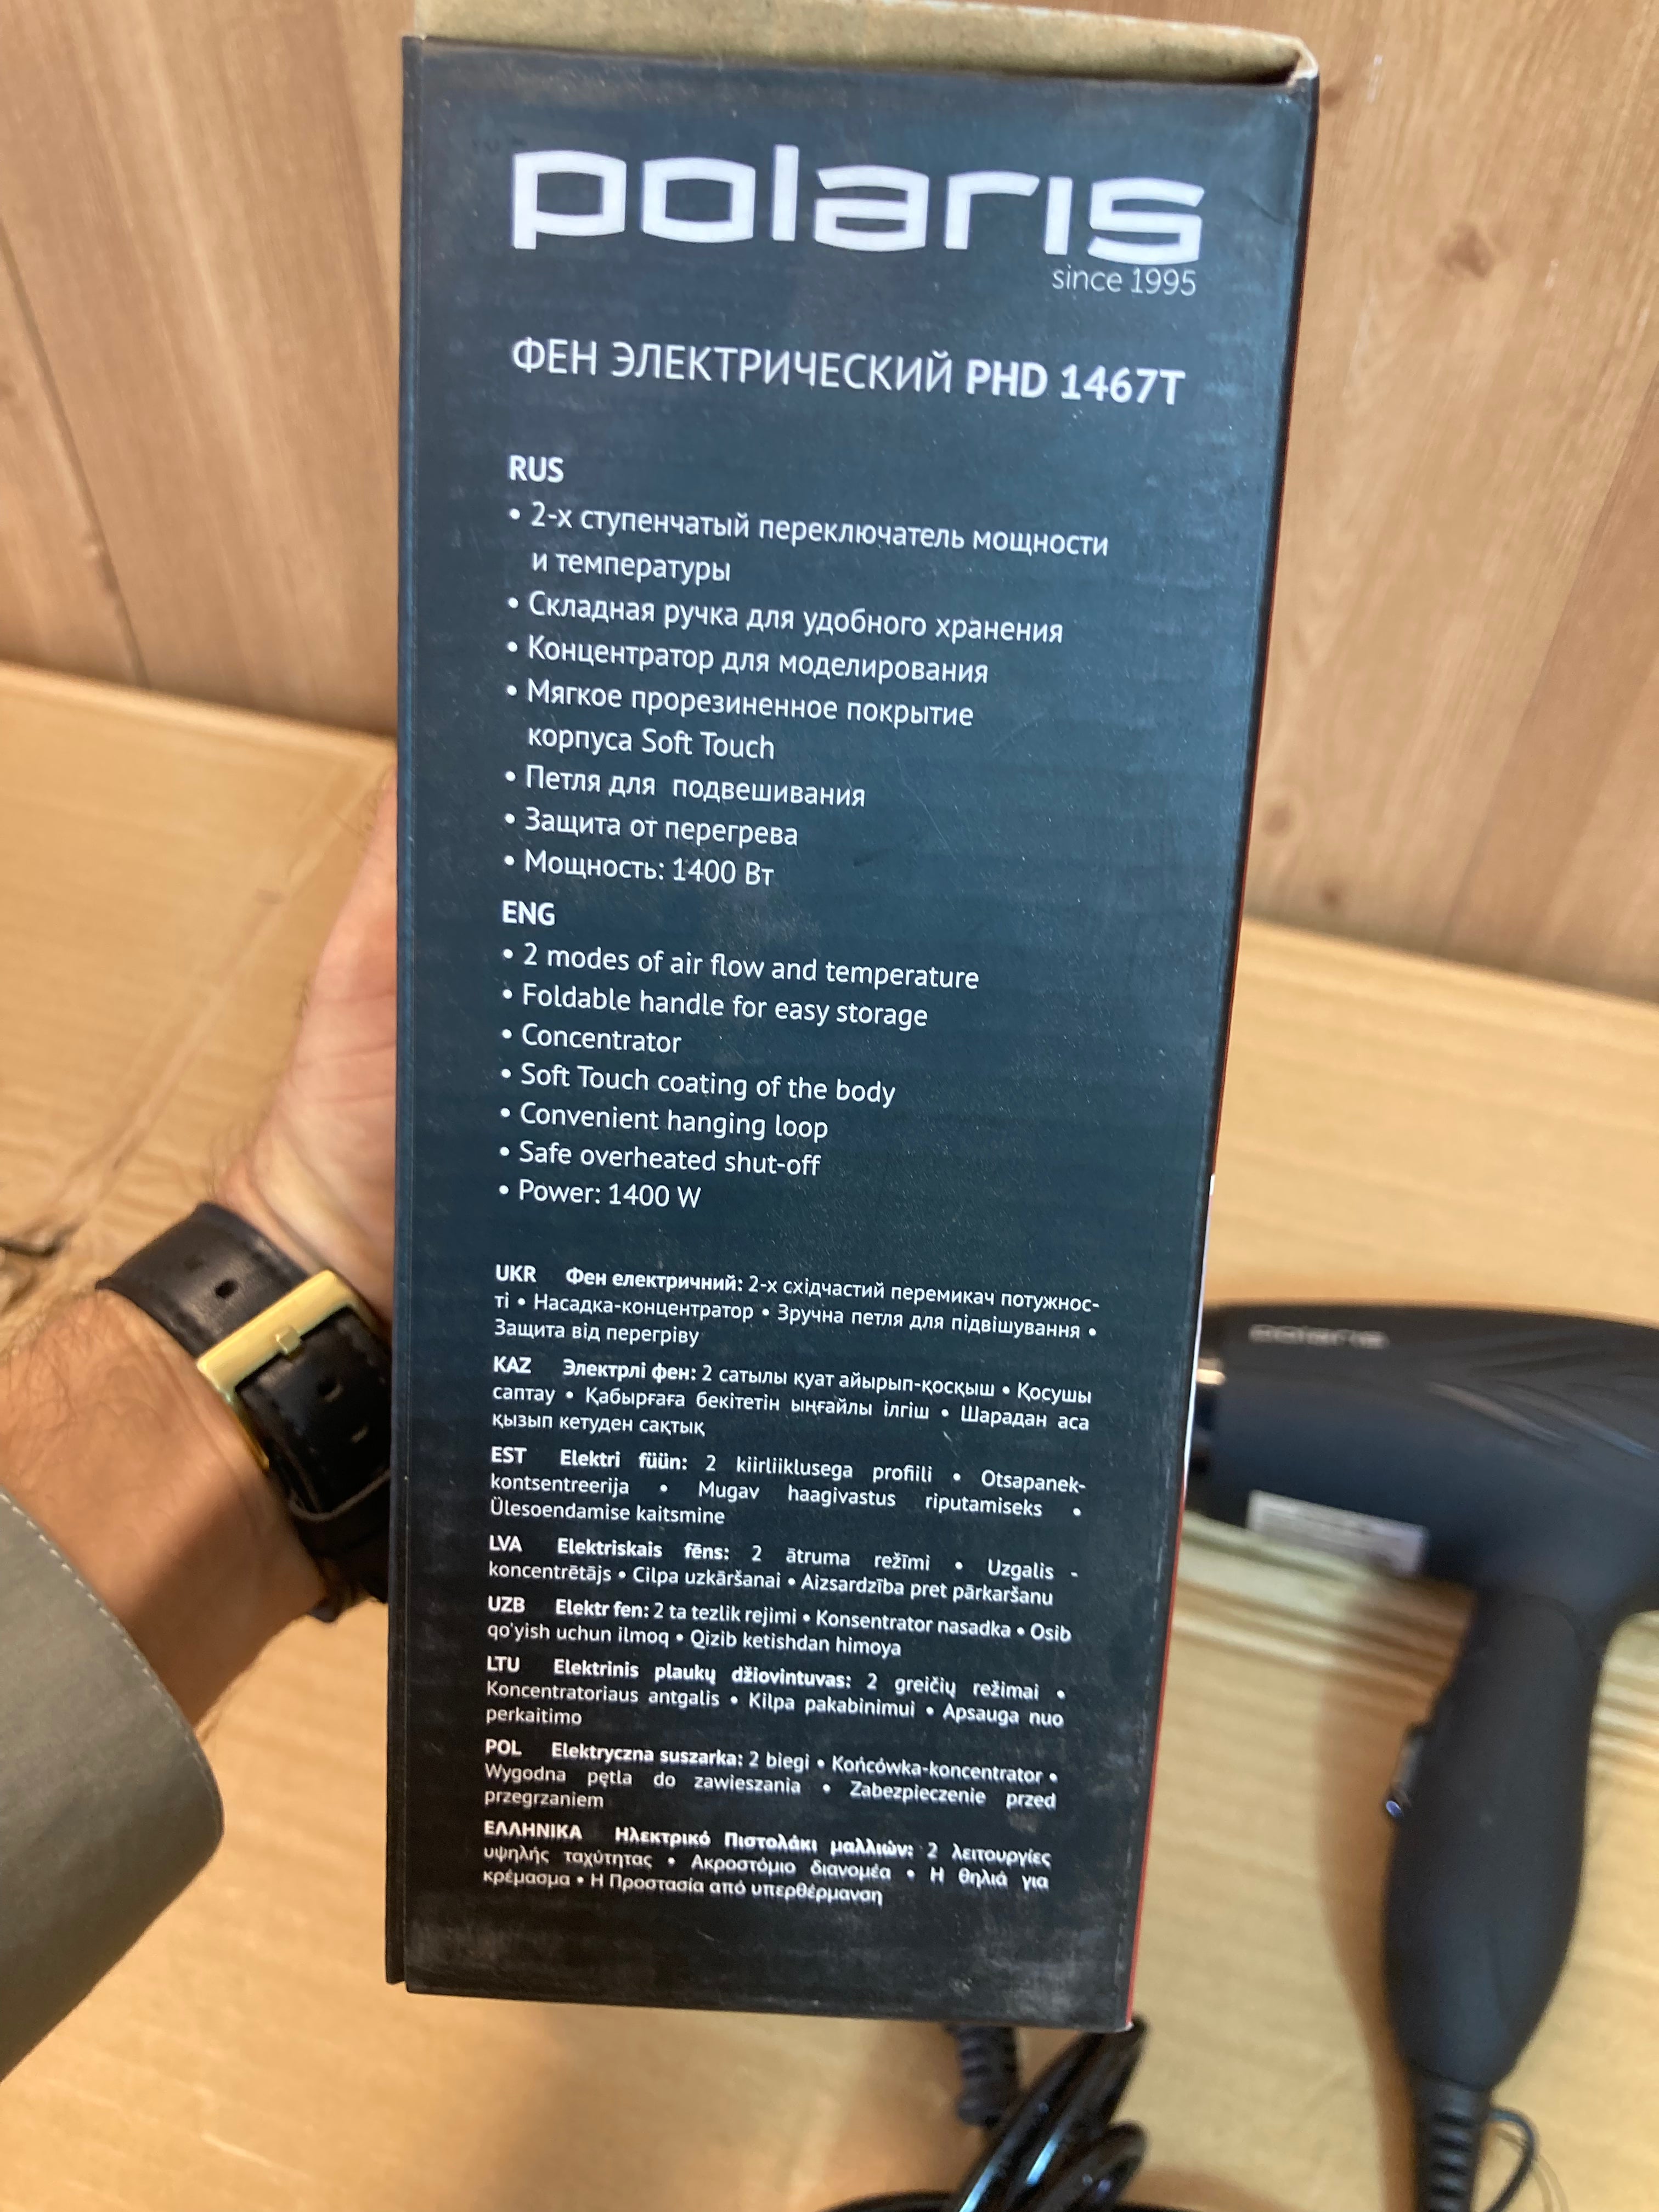 polaris
since 1995
ФЕН ЭЛЕКТРИЧЕСКИЙ PHD 1467T
RUS
• 2-х ступенчатый переключатель мощности
и температуры
• Складная ручка для удобного хранения
• Концентратор для моделирования
• Мягкое прорезиненное покрытие
корпуса Soft Touch
• Петля для подвешивания
• Защита от перегрева
• Мощность: 1400 Вт
ENG
• 2 modes of air flow and temperature
• Foldable handle for easy storage
• Concentrator
• Soft Touch coating of the body
• Convenient hanging loop
• Safe overheated shut-off
• Power: 1400 W
UKR Фен електричний: 2-х східчастий перемикач потужнос-
ті • Насадка-концентратор • Зручна петля для підвішування •
Защита від перегріву
KAZ Электрлі фен: 2 сатылы қуат айырып-қосқыш • Қосушы
саптау • Қабырғаға бекітетін ыңғайлы ілгіш • Шарадан аса
қызып кетуден сақтық
EST Elektri füün: 2 kiirliiklusega profiili • Otsapanek-
kontsentreerija • Mugav haagivastus riputamiseks •
Ülesoendamise kaitsmine
LVA Elektriskais fēns: 2 ātruma režīmi • Uzgalis -
koncentrētājs • Cilpa uzkāršanai • Aizsardzība pret pārkaršanu
UZB Elektr fen: 2 ta tezlik rejimi • Konsentrator nasadka • Osib
qo'yish uchun ilmoq • Qizib ketishdan himoya
LTU Elektrinis plaukų džiovintuvas: 2 greičių režimai •
Koncentratoriaus antgalis • Kilpa pakabinimui • Apsauga nuo
perkaitimo
POL Elektryczna suszarka: 2 biegi • Końcówka-koncentrator •
Wygodna pętla do zawieszania • Zabezpieczenie przed
przegrzaniem
ΕΛΛΗΝΙΚΑ Ηλεκτρικό Πιστολάκι μαλλιών: 2 λειτουργίες
υψηλής ταχύτητας • Ακροστόμιο διανομέα • Η θηλιά για
κρέμασμα • Η Προστασία από υπερθέρμανση
polaris